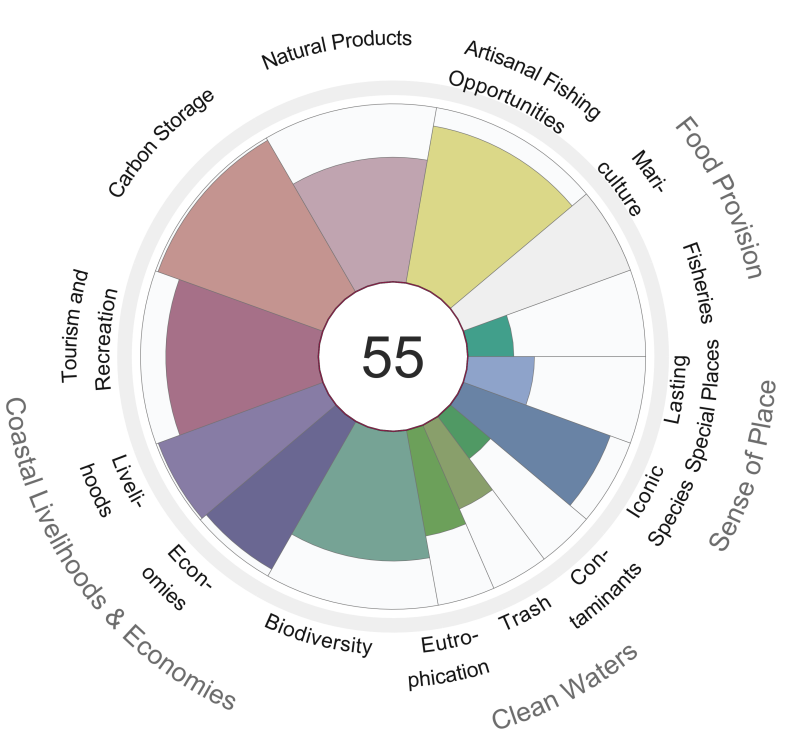 Natural Products
Artisanal Fishing
Opportunities
Mari-
culture
Food Provision
Fisheries
Lasting
Special Places
Sense of Place
Iconic
Species
Con-
taminants
Trash
Clean Waters
Eutro-
phication
Biodiversity
Econ-
omies
Liveli-
hoods
Coastal Livelihoods & Economies
Tourism and
Recreation
Carbon Storage
55